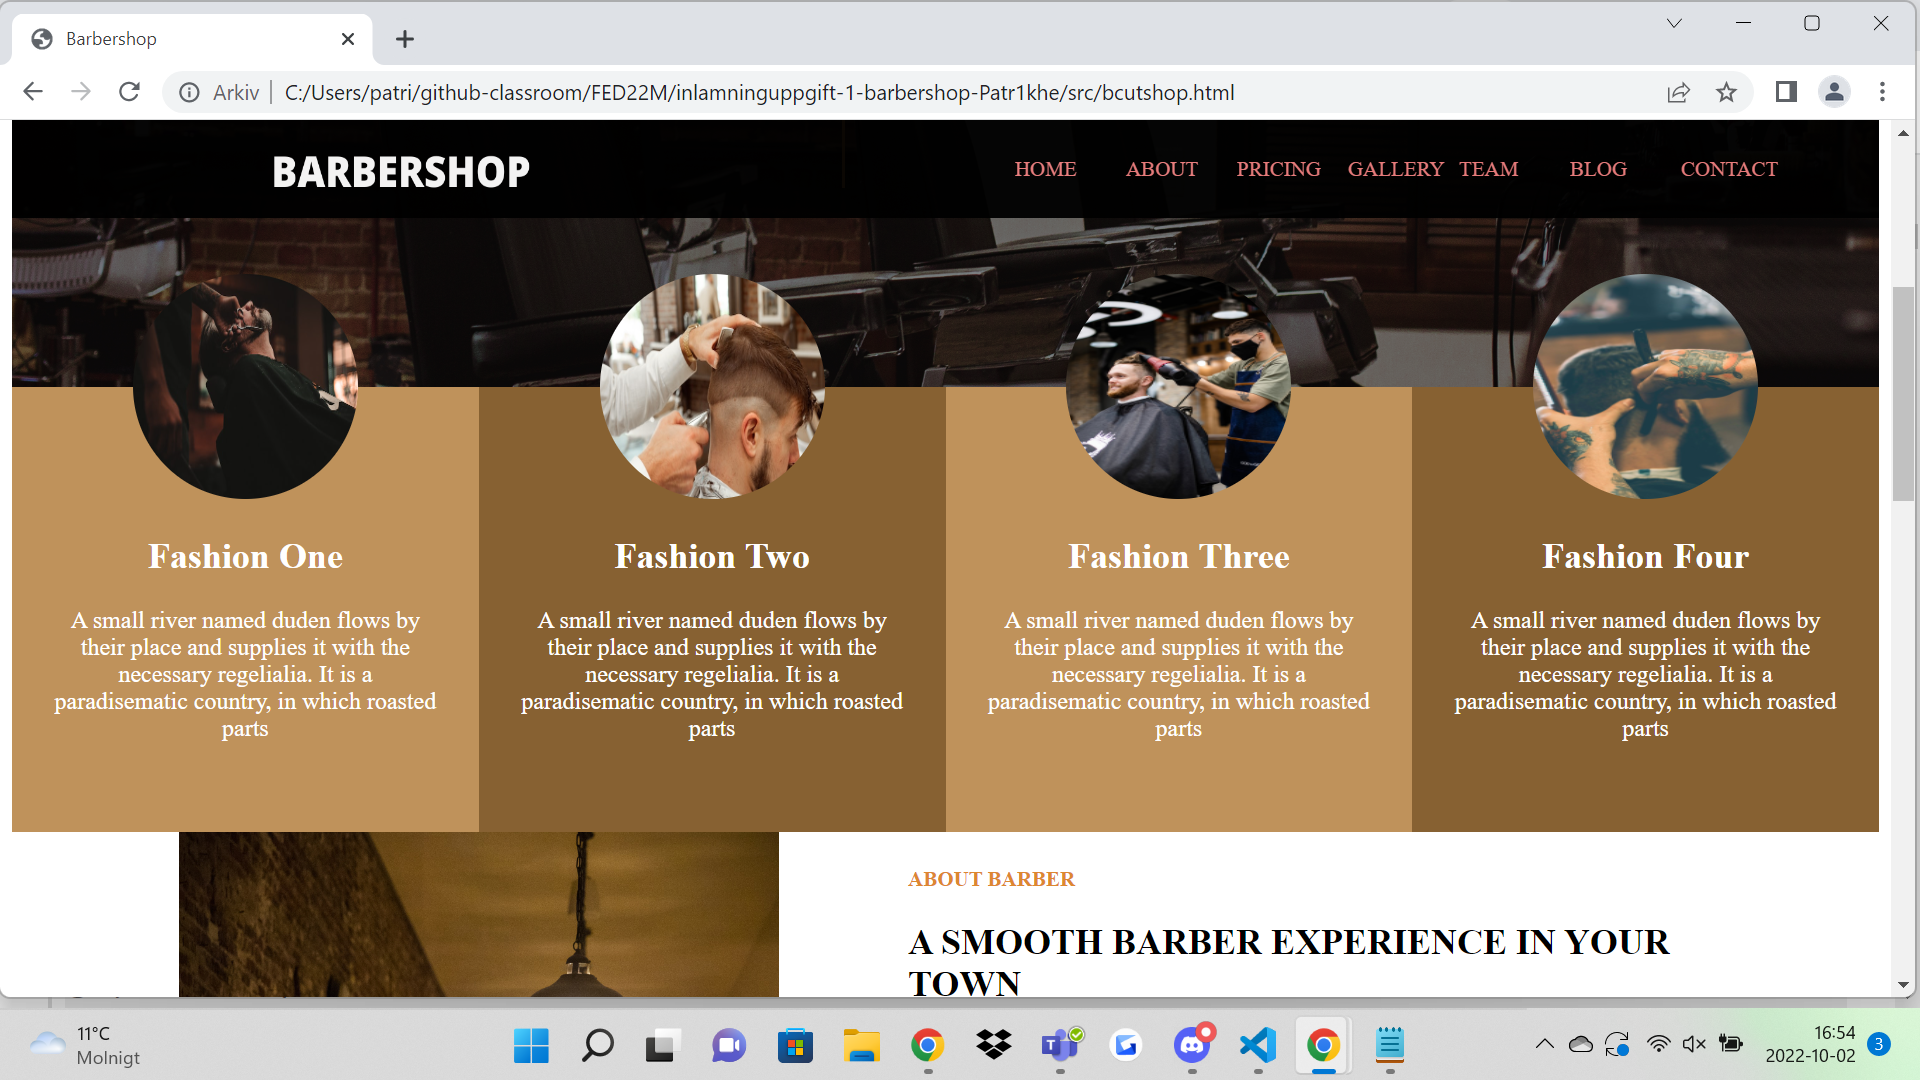 Barbershop
Arkiv
C:/Users/patri/github-classroom/FED22M/inlamninguppgift-1-barbershop-Patr1khe/src/bcutshop.html
BARBERSHOP
HOME ABOUT PRICING GALLERY TEAM BLOG CONTACT
Fashion One
A small river named duden flows by
their place and supplies it with the
necessary regelialia. It is a
paradisematic country, in which roasted
parts
Fashion Two
A small river named duden flows by
their place and supplies it with the
necessary regelialia. It is a
paradisematic country, in which roasted
parts
Fashion Three
A small river named duden flows by
their place and supplies it with the
necessary regelialia. It is a
paradisematic country, in which roasted
parts
Fashion Four
A small river named duden flows by
their place and supplies it with the
necessary regelialia. It is a
paradisematic country, in which roasted
parts
ABOUT BARBER
A SMOOTH BARBER EXPERIENCE IN YOUR
TOWN
11°C
Molnigt
16:54
2022-10-02
3